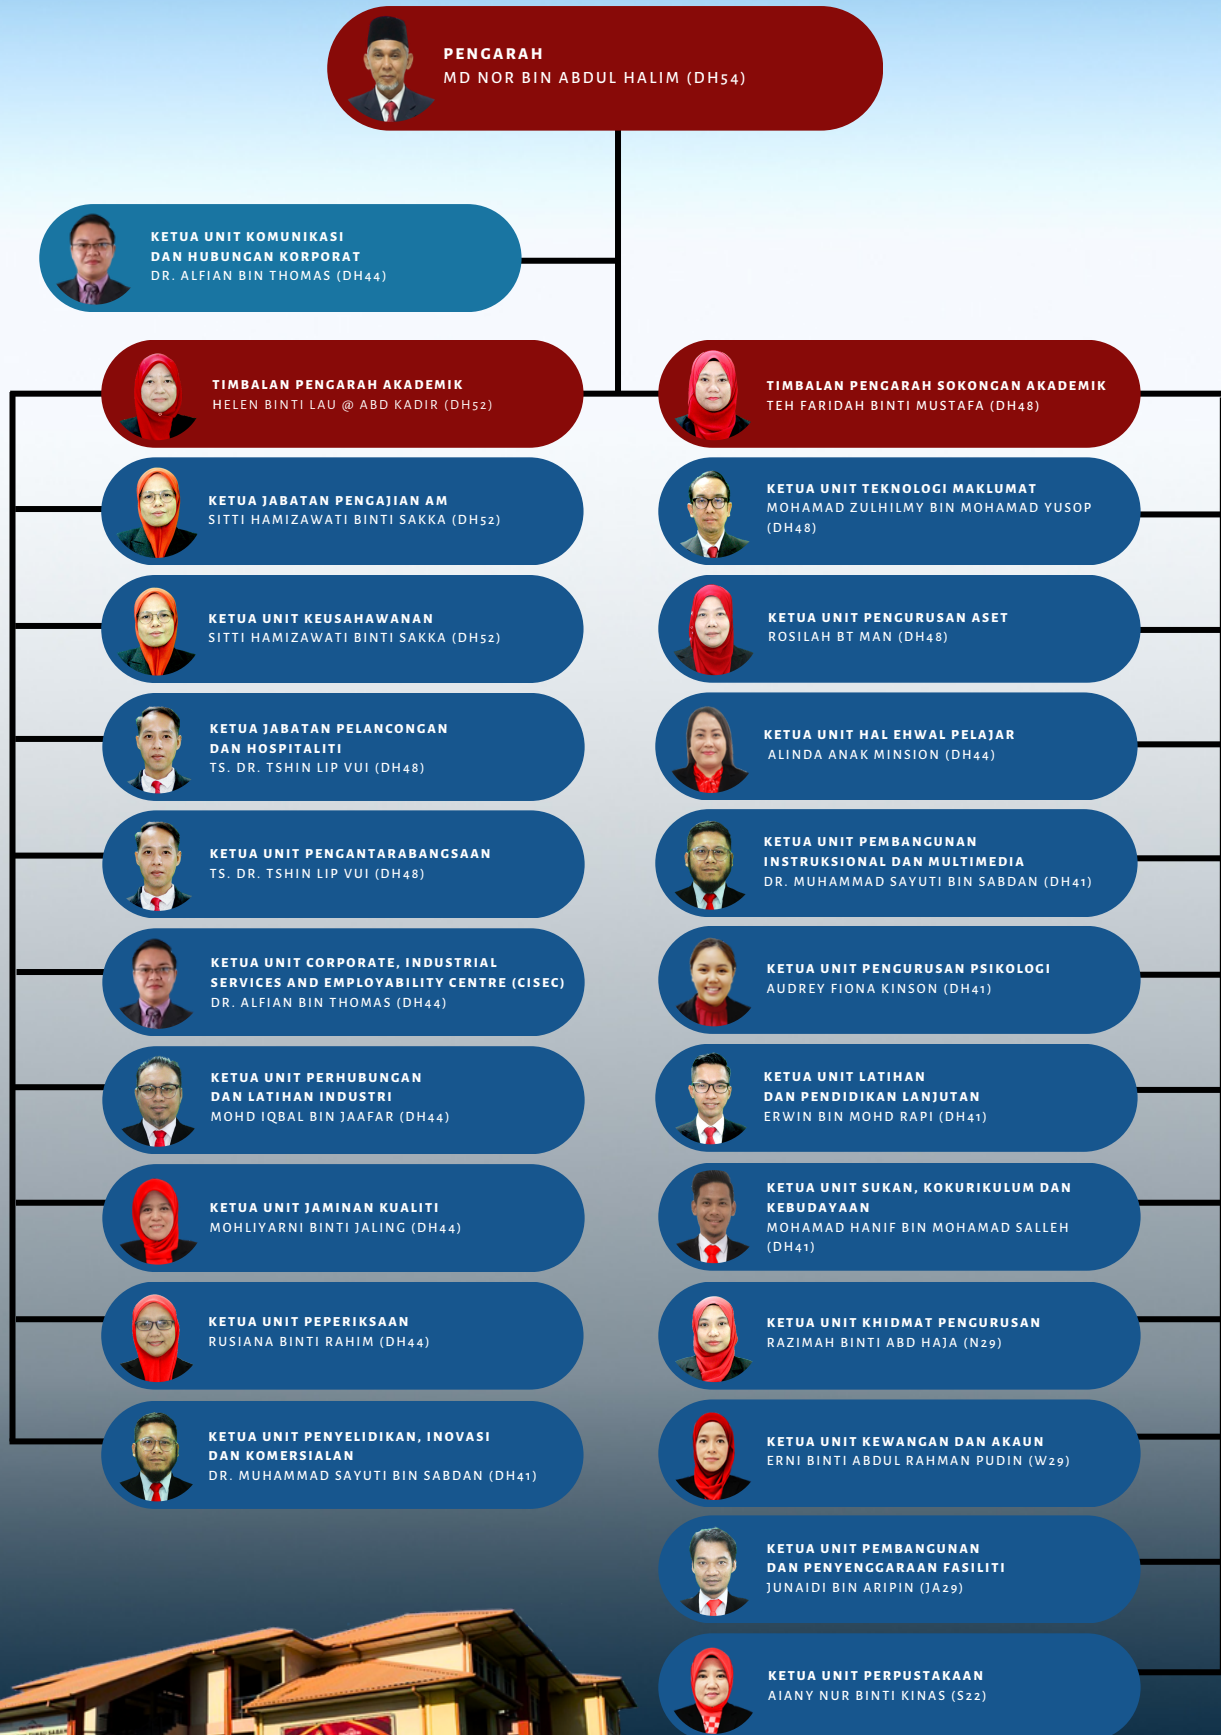 PENGARAH
MD NOR BIN ABDUL HALIM (DH54)
KETUA UNIT KOMUNIKASI
DAN HUBUNGAN KORPORAT
DR. ALFIAN BIN THOMAS (DH44)
TIMBALAN PENGARAH AKADEMIK
HELEN BINTI LAU @ ABD KADIR (DH52)
KETUA JABATAN PENGAJIAN AM
SITTI HAMIZAWATI BINTI SAKKA (DH52)
KETUA UNIT KEUSAHAWANAN
SITTI HAMIZAWATI BINTI SAKKA (DH52)
KETUA JABATAN PELANCONGAN
DAN HOSPITALITI
TS. DR. TSHIN LIP VUI (DH48)
KETUA UNIT PENGANTARABANGSAAN
TS. DR. TSHIN LIP VUI (DH48)
KETUA UNIT CORPORATE, INDUSTRIAL
SERVICES AND EMPLOYABILITY CENTRE (CISEC)
DR. ALFIAN BIN THOMAS (DH44)
KETUA UNIT PERHUBUNGAN
DAN LATIHAN INDUSTRI
MOHD IQBAL BIN JAAFAR (DH44)
KETUA UNIT JAMINAN KUALITI
MOHLIYARNI BINTI JALING (DH44)
KETUA UNIT PEPERIKSAAN
RUSIANA BINTI RAHIM (DH44)
KETUA UNIT PENYELIDIKAN, INOVASI
DAN KOMERSIALAN
DR. MUHAMMAD SAYUTI BIN SABDAN (DH41)
TIMBALAN PENGARAH SOKONGAN AKADEMIK
TEH FARIDAH BINTI MUSTAFA (DH48)
KETUA UNIT TEKNOLOGI MAKLUMAT
MOHAMAD ZULHILMY BIN MOHAMAD YUSOP
(DH48)
KETUA UNIT PENGURUSAN ASET
ROSILAH BT MAN (DH48)
KETUA UNIT HAL EHWAL PELAJAR
ALINDA ANAK MINSION (DH44)
KETUA UNIT PEMBANGUNAN
INSTRUKSIONAL DAN MULTIMEDIA
DR. MUHAMMAD SAYUTI BIN SABDAN (DH41)
KETUA UNIT PENGURUSAN PSIKOLOGI
AUDREY FIONA KINSON (DH41)
KETUA UNIT LATIHAN
DAN PENDIDIKAN LANJUTAN
ERWIN BIN MOHD RAPI (DH41)
KETUA UNIT SUKAN, KOKURIKULUM DAN
KEBUDAYAAN
MOHAMAD HANIF BIN MOHAMAD SALLEH
(DH41)
KETUA UNIT KHIDMAT PENGURUSAN
RAZIMAH BINTI ABD HAJA (N29)
KETUA UNIT KEWANGAN DAN AKAUN
ERNI BINTI ABDUL RAHMAN PUDIN (W29)
KETUA UNIT PEMBANGUNAN
DAN PENYENGGARAAN FASILITI
JUNAIDI BIN ARIPIN (JA29)
KETUA UNIT PERPUSTAKAAN
AIANY NUR BINTI KINAS (S22)